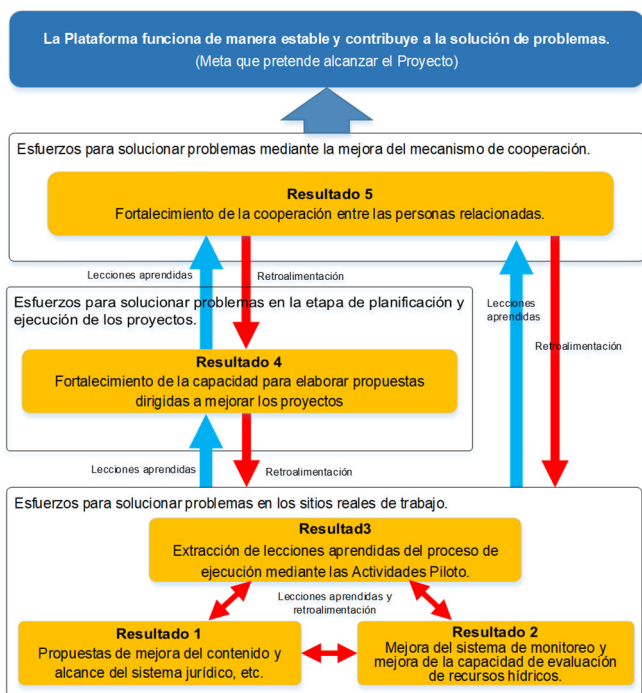 La Plataforma funciona de manera estable y contribuye a la solución de problemas.
(Meta que pretende alcanzar el Proyecto)
Esfuerzos para solucionar problemas mediante la mejora del mecanismo de cooperación.
Resultado 5
Fortalecimiento de la cooperación entre las personas relacionadas.
Lecciones aprendidas
Retroalimentación
Lecciones
aprendidas
Retroalimentación
Esfuerzos para solucionar problemas en la etapa de planificación y
ejecución de los proyectos.
Resultado 4
Fortalecimiento de la capacidad para elaborar propuestas
dirigidas a mejorar los proyectos
Lecciones aprendidas
Retroalimentación
Esfuerzos para solucionar problemas en los sitios reales de trabajo.
Resultad3
Extracción de lecciones aprendidas del proceso de
ejecución mediante las Actividades Piloto.
Lecciones aprendidas y
retroalimentación
Resultado 1
Propuestas de mejora del contenido y
alcance del sistema jurídico, etc.
Resultado 2
Mejora del sistema de monitoreo y
mejora de la capacidad de evaluación
de recursos hídricos.